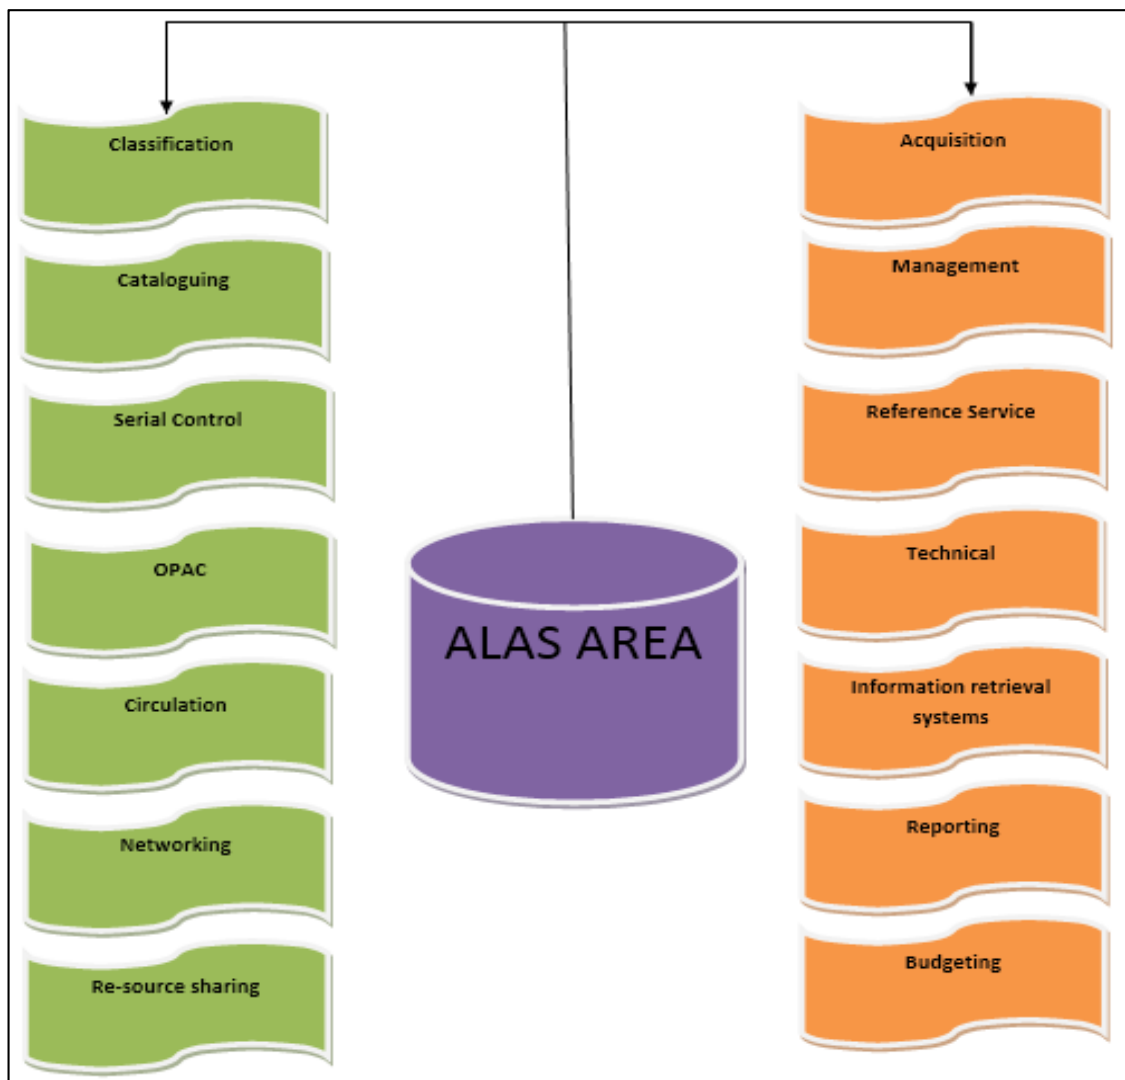 Classification
Cataloguing
Serial Control
OPAC
Circulation
Networking
Re-source sharing
ALAS AREA
Acquisition
Management
Reference Service
Technical
Information retrieval
systems
Reporting
Budgeting